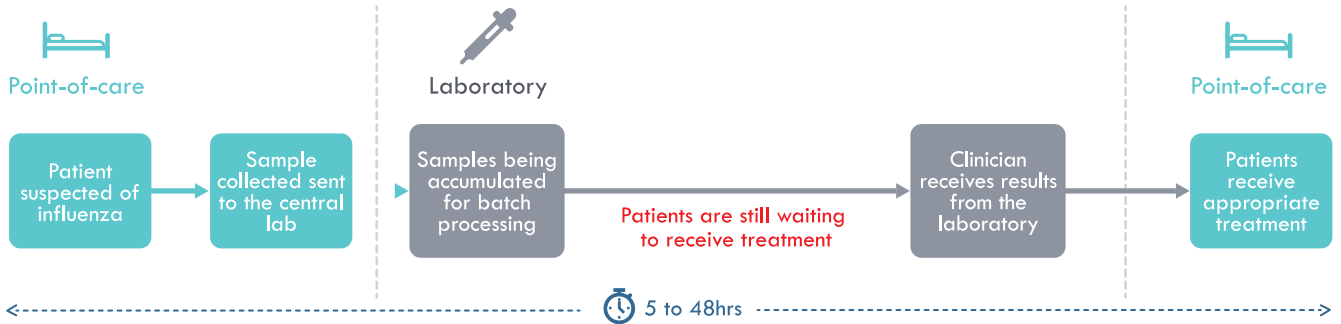 Point-of-care
Laboratory
Point-of-care
Patient
suspected of
influenza
Sample
collected sent
to the central
lab
Samples being
accumulated
for batch
processing
Patients are still waiting
to receive treatment
Clinician
receives results
from the
laboratory
Patients
receive
appropriate
treatment
5 to 48hrs